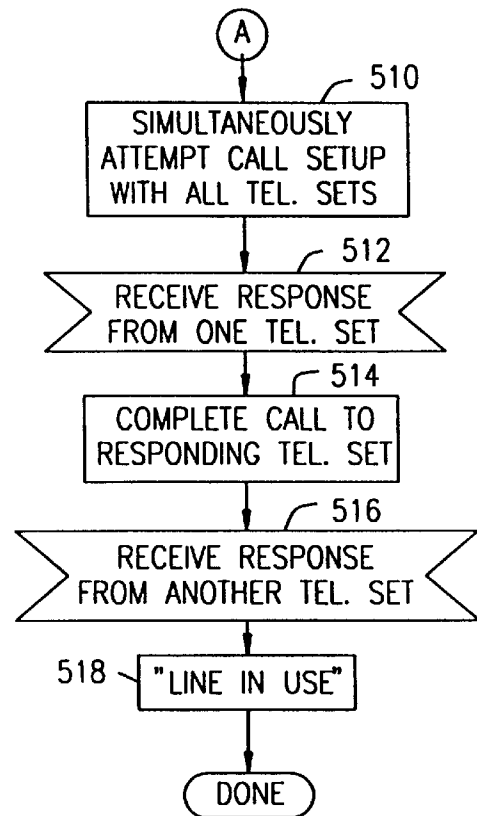 A
510
SIMULTANEOUSLY
ATTEMPT CALL SETUP
WITH ALL TEL. SETS
512
RECEIVE RESPONSE
FROM ONE TEL. SET
514
COMPLETE CALL TO
RESPONDING TEL. SET
516
RECEIVE RESPONSE
FROM ANOTHER TEL. SET
518
"LINE IN USE"
DONE